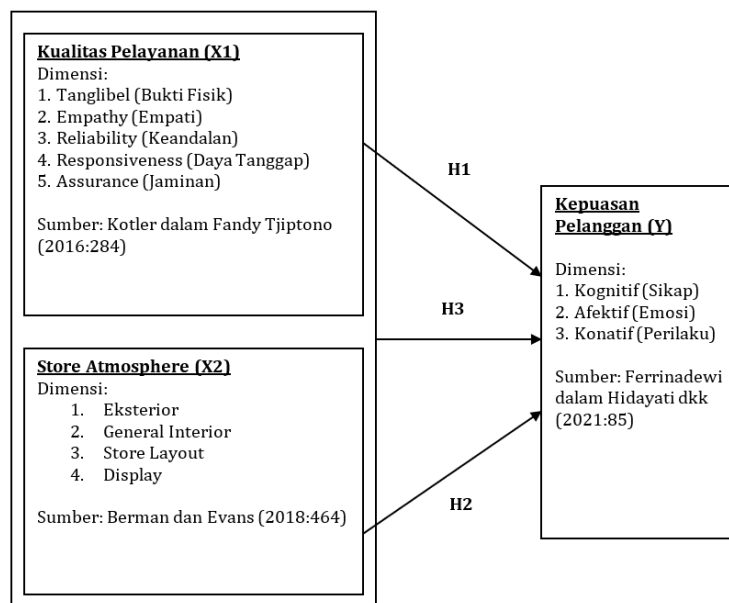 Kualitas Pelayanan (X1)
Dimensi:
1. Tanglibel (Bukti Fisik)
2. Empathy (Empati)
3. Reliability (Keandalan)
4. Responsiveness (Daya Tanggap)
5. Assurance (Jaminan)
Sumber: Kotler dalam Fandy Tjiptono
(2016:284)
H1
Kepuasan
Pelanggan (Y)
Dimensi:
1. Kognitif (Sikap)
2. Afektif (Emosi)
3. Konatif (Perilaku)
Sumber: Ferrinadewi
dalam Hidayati dkk
(2021:85)
H3
Store Atmosphere (X2)
Dimensi:
1. Eksterior
2. General Interior
3. Store Layout
4. Display
Sumber: Berman dan Evans (2018:464)
H2